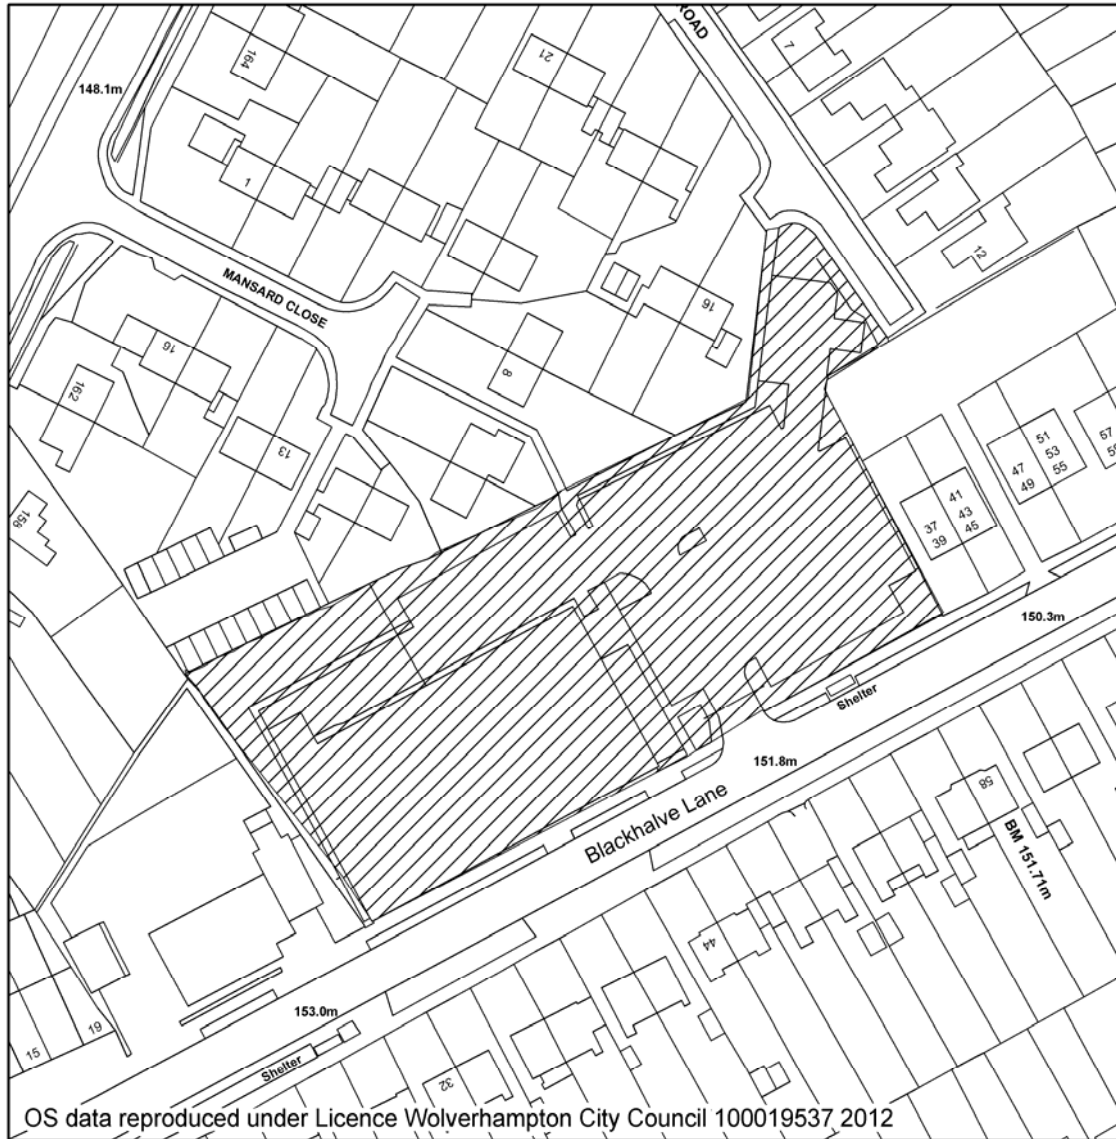 ROAD
7
164
21
148.1m
1
12
MANSARD CLOSE
16
16
8
162
13
51
53
55
47
49
57
41
43
45
37
39
158
150.3m
Shelter
151.8m
Blackhalve Lane
58
BM 151.71m
44
153.0m
19
15
Shelter
32
OS data reproduced under Licence Wolverhampton City Council 100019537 2012